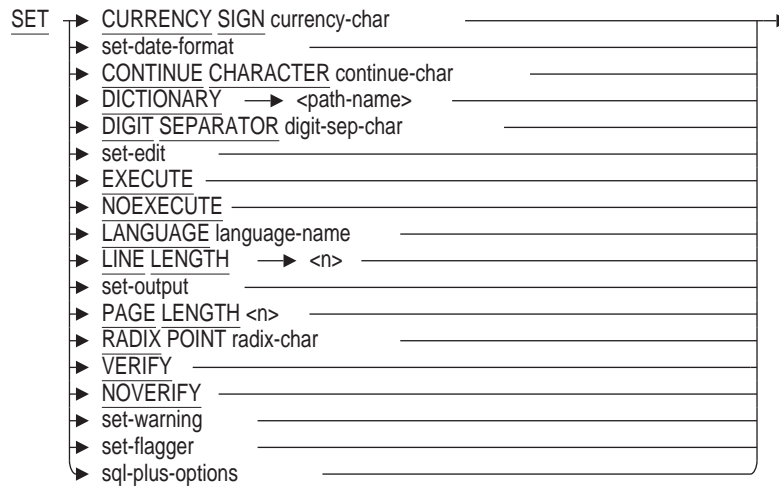 SET CURRENCY SIGN currency-char
set-date-format
CONTINUE CHARACTER continue-char
DICTIONARY <path-name>
DIGIT SEPARATOR digit-sep-char
set-edit
EXECUTE
NOEXECUTE
LANGUAGE language-name
LINE LENGTH <n>
set-output
PAGE LENGTH <n>
RADIX POINT radix-char
VERIFY
NOVERIFY
set-warning
set-flagger
sql-plus-options